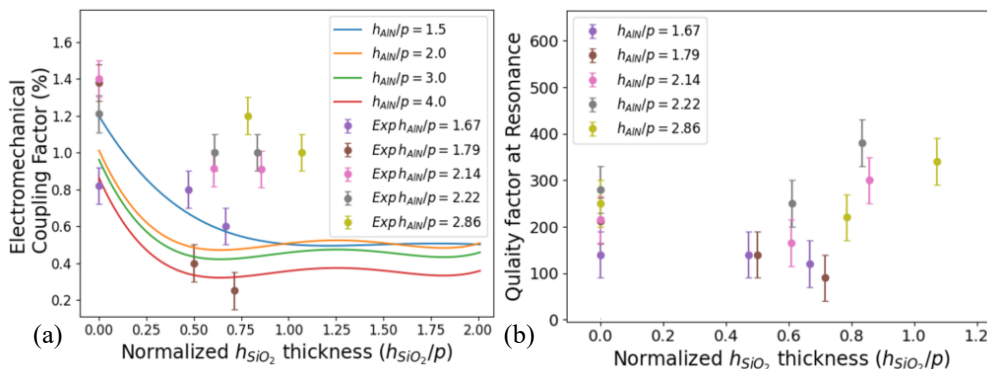 1.6
1.4
1.2
1.0
0.8
0.6
0.4
0.2
Electromechanical
Coupling Factor (%)
h_AlN/p = 1.5
h_AlN/p = 2.0
h_AlN/p = 3.0
h_AlN/p = 4.0
Exp h_AlN/p = 1.67
Exp h_AlN/p = 1.79
Exp h_AlN/p = 2.14
Exp h_AlN/p = 2.22
Exp h_AlN/p = 2.86
0.00 0.25 0.50 0.75 1.00 1.25 1.50 1.75 2.00
Normalized h_SiO₂ thickness (h_SiO₂/p)
(a)
600
500
400
300
200
100
0
Qulaity factor at Resonance
h_AlN/p = 1.67
h_AlN/p = 1.79
h_AlN/p = 2.14
h_AlN/p = 2.22
h_AlN/p = 2.86
0.0 0.2 0.4 0.6 0.8 1.0 1.2
Normalized h_SiO₂ thickness (h_SiO₂/p)
(b)